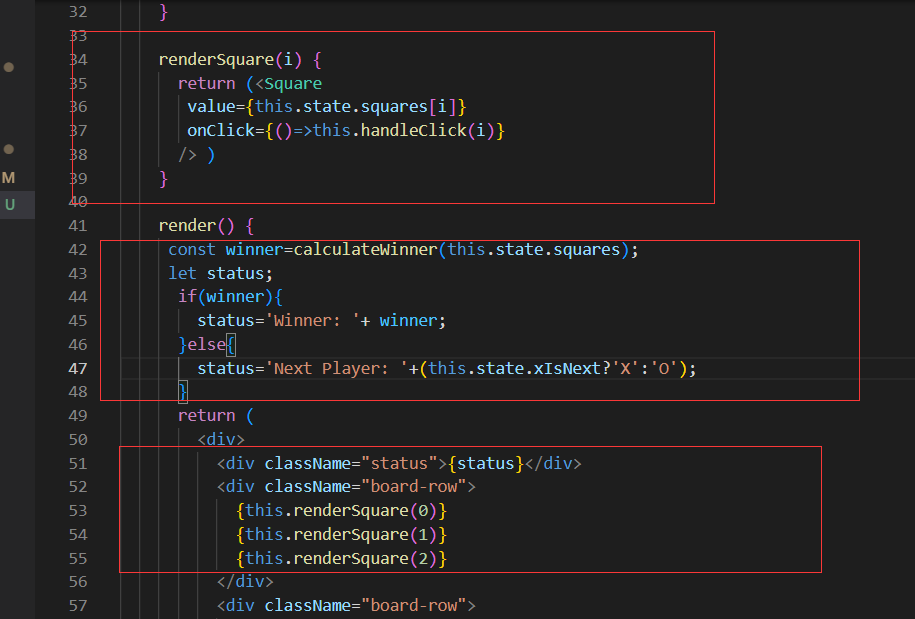 32 }
33
34 renderSquare(i) {
35 return (<Square
36 value={this.state.squares[i]}
37 onClick={()=>this.handleClick(i)}
38 /> )
M 39 }
40
U 41 render() {
42 const winner=calculateWinner(this.state.squares);
43 let status;
44 if(winner){
45 status='Winner: '+ winner;
46 }else{
47 status='Next Player: '+(this.state.xIsNext?'X':'O');
48 }
49 return (
50 <div>
51 <div className="status">{status}</div>
52 <div className="board-row">
53 {this.renderSquare(0)}
54 {this.renderSquare(1)}
55 {this.renderSquare(2)}
56 </div>
57 <div className="board-row">